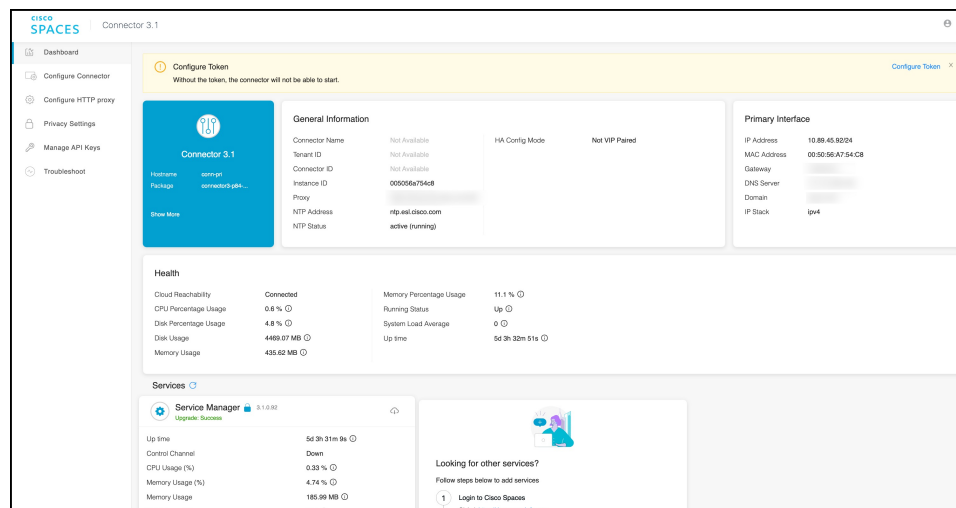 CISCO
SPACES
Connector 3.1
Dashboard
Configure Connector
Configure HTTP proxy
Privacy Settings
Manage API Keys
Troubleshoot
Configure Token
Without the token, the connector will not be able to start.
Configure Token ×
Connector 3.1
Hostname conn-pri
Package connector3-p84-...
Show More
General Information
Connector Name Not Available
Tenant ID Not Available
Connector ID Not Available
Instance ID 005056a754c8
Proxy
NTP Address ntp.esl.cisco.com
NTP Status active (running)
HA Config Mode Not VIP Paired
Primary Interface
IP Address 10.89.45.92/24
MAC Address 00:50:56:A7:54:C8
Gateway
DNS Server
Domain
IP Stack ipv4
Health
Cloud Reachability Connected
CPU Percentage Usage 0.6 %
Disk Percentage Usage 4.8 %
Disk Usage 4469.07 MB
Memory Usage 435.62 MB
Memory Percentage Usage 11.1 %
Running Status Up
System Load Average 0
Up time 5d 3h 32m 51s
Services
Service Manager 3.1.0.92
Upgrade: Success
Up time 5d 3h 31m 9s
Control Channel Down
CPU Usage (%) 0.33 %
Memory Usage (%) 4.74 %
Memory Usage 185.99 MB
Looking for other services?
Follow steps below to add services
1 Login to Cisco Spaces